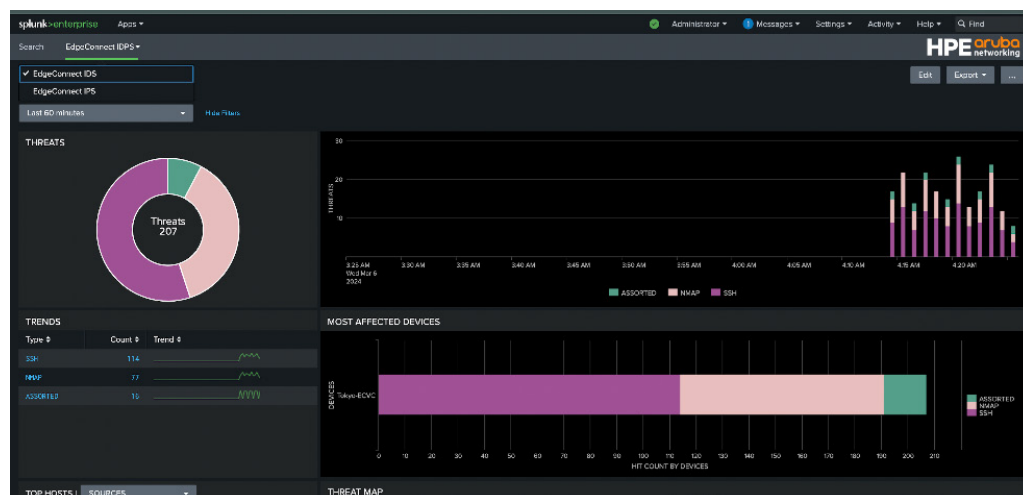 splunk>enterprise Apps Administrator 1 Messages Settings Activity Help Find
Search EdgeConnect IDPS HPE aruba networking
EdgeConnect IDS
EdgeConnect IPS
Edit Export ...
Last 60 minutes Hide Filters
THREATS
Threats
207
THREATS
30
20
10
3:25 AM 3:30 AM 3:35 AM 3:40 AM 3:45 AM 3:50 AM 3:55 AM 4:00 AM 4:05 AM 4:10 AM 4:15 AM 4:20 AM
Wed Mar 6
2024
ASSORTED NMAP SSH
TRENDS
Type Count Trend
SSH 114
NMAP 77
ASSORTED 16
MOST AFFECTED DEVICES
DEVICES
Tokyo-ECVC
ASSORTED
NMAP
SSH
0 10 20 30 40 50 60 70 80 90 100 110 120 130 140 150 160 170 180 190 200 210
HIT COUNT BY DEVICES
TOP HOSTS | SOURCES
THREAT MAP